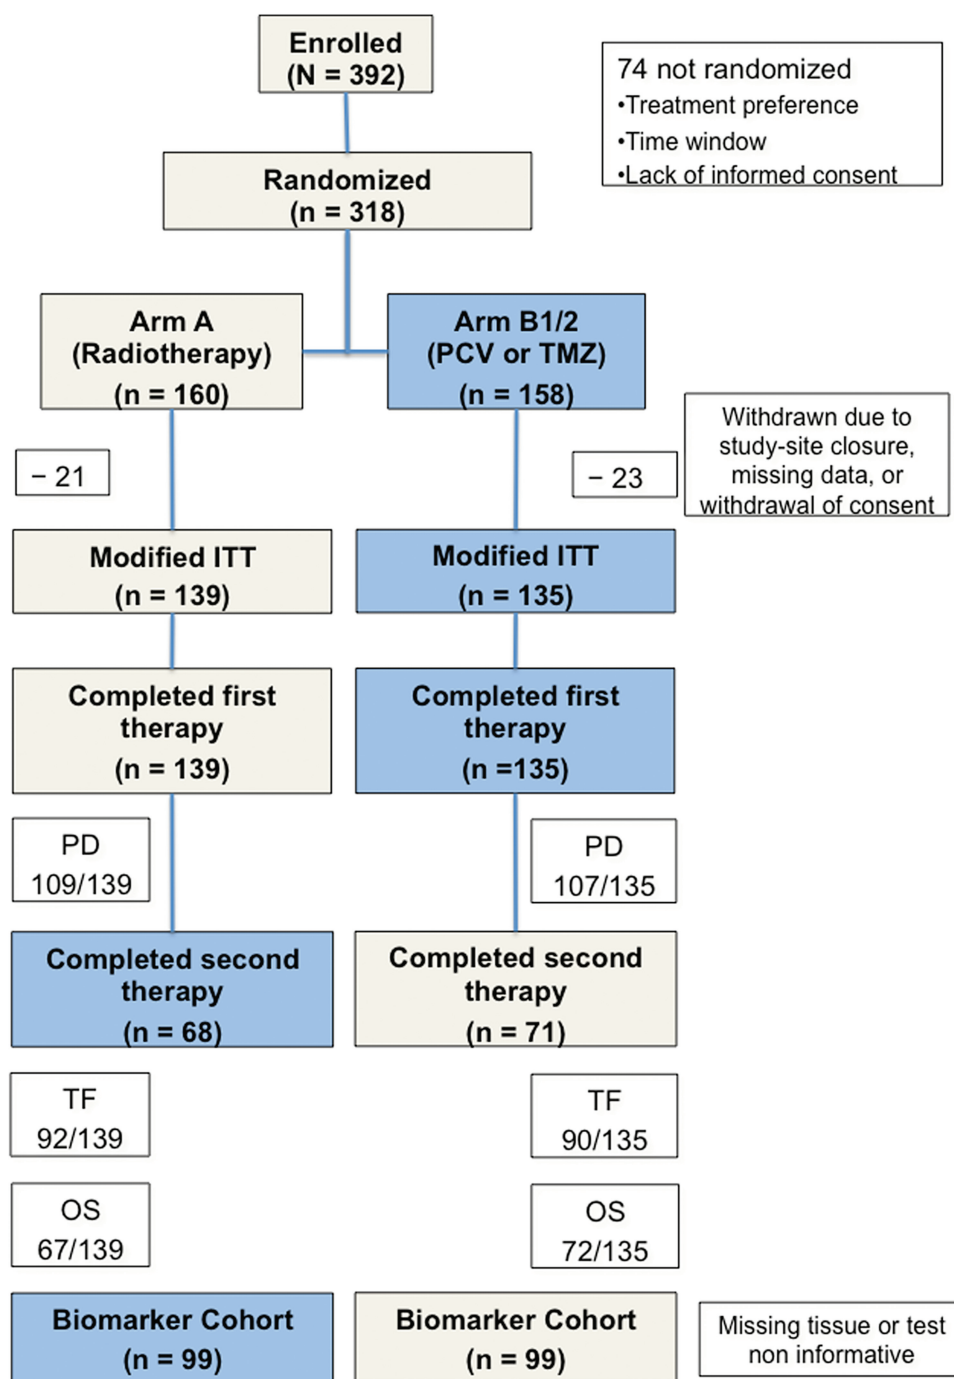 Enrolled
(N = 392)
74 not randomized
•Treatment preference
•Time window
•Lack of informed consent
Randomized
(n = 318)
Arm A
(Radiotherapy)
(n = 160)
Arm B1/2
(PCV or TMZ)
(n = 158)
Withdrawn due to
study-site closure,
missing data, or
withdrawal of consent
− 21
− 23
Modified ITT
(n = 139)
Modified ITT
(n = 135)
Completed first
therapy
(n = 139)
Completed first
therapy
(n =135)
PD
109/139
PD
107/135
Completed second
therapy
(n = 68)
Completed second
therapy
(n = 71)
TF
92/139
TF
90/135
OS
67/139
OS
72/135
Biomarker Cohort
(n = 99)
Biomarker Cohort
(n = 99)
Missing tissue or test
non informative